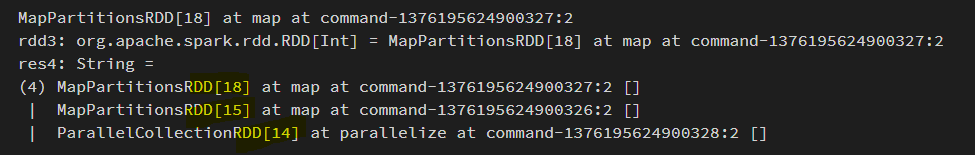 MapPartitionsRDD[18] at map at command-1376195624900327:2
rdd3: org.apache.spark.rdd.RDD[Int] = MapPartitionsRDD[18] at map at command-1376195624900327:2
res4: String =
(4) MapPartitionsRDD[18] at map at command-1376195624900327:2 []
 |  MapPartitionsRDD[15] at map at command-1376195624900326:2 []
 |  ParallelCollectionRDD[14] at parallelize at command-1376195624900328:2 []